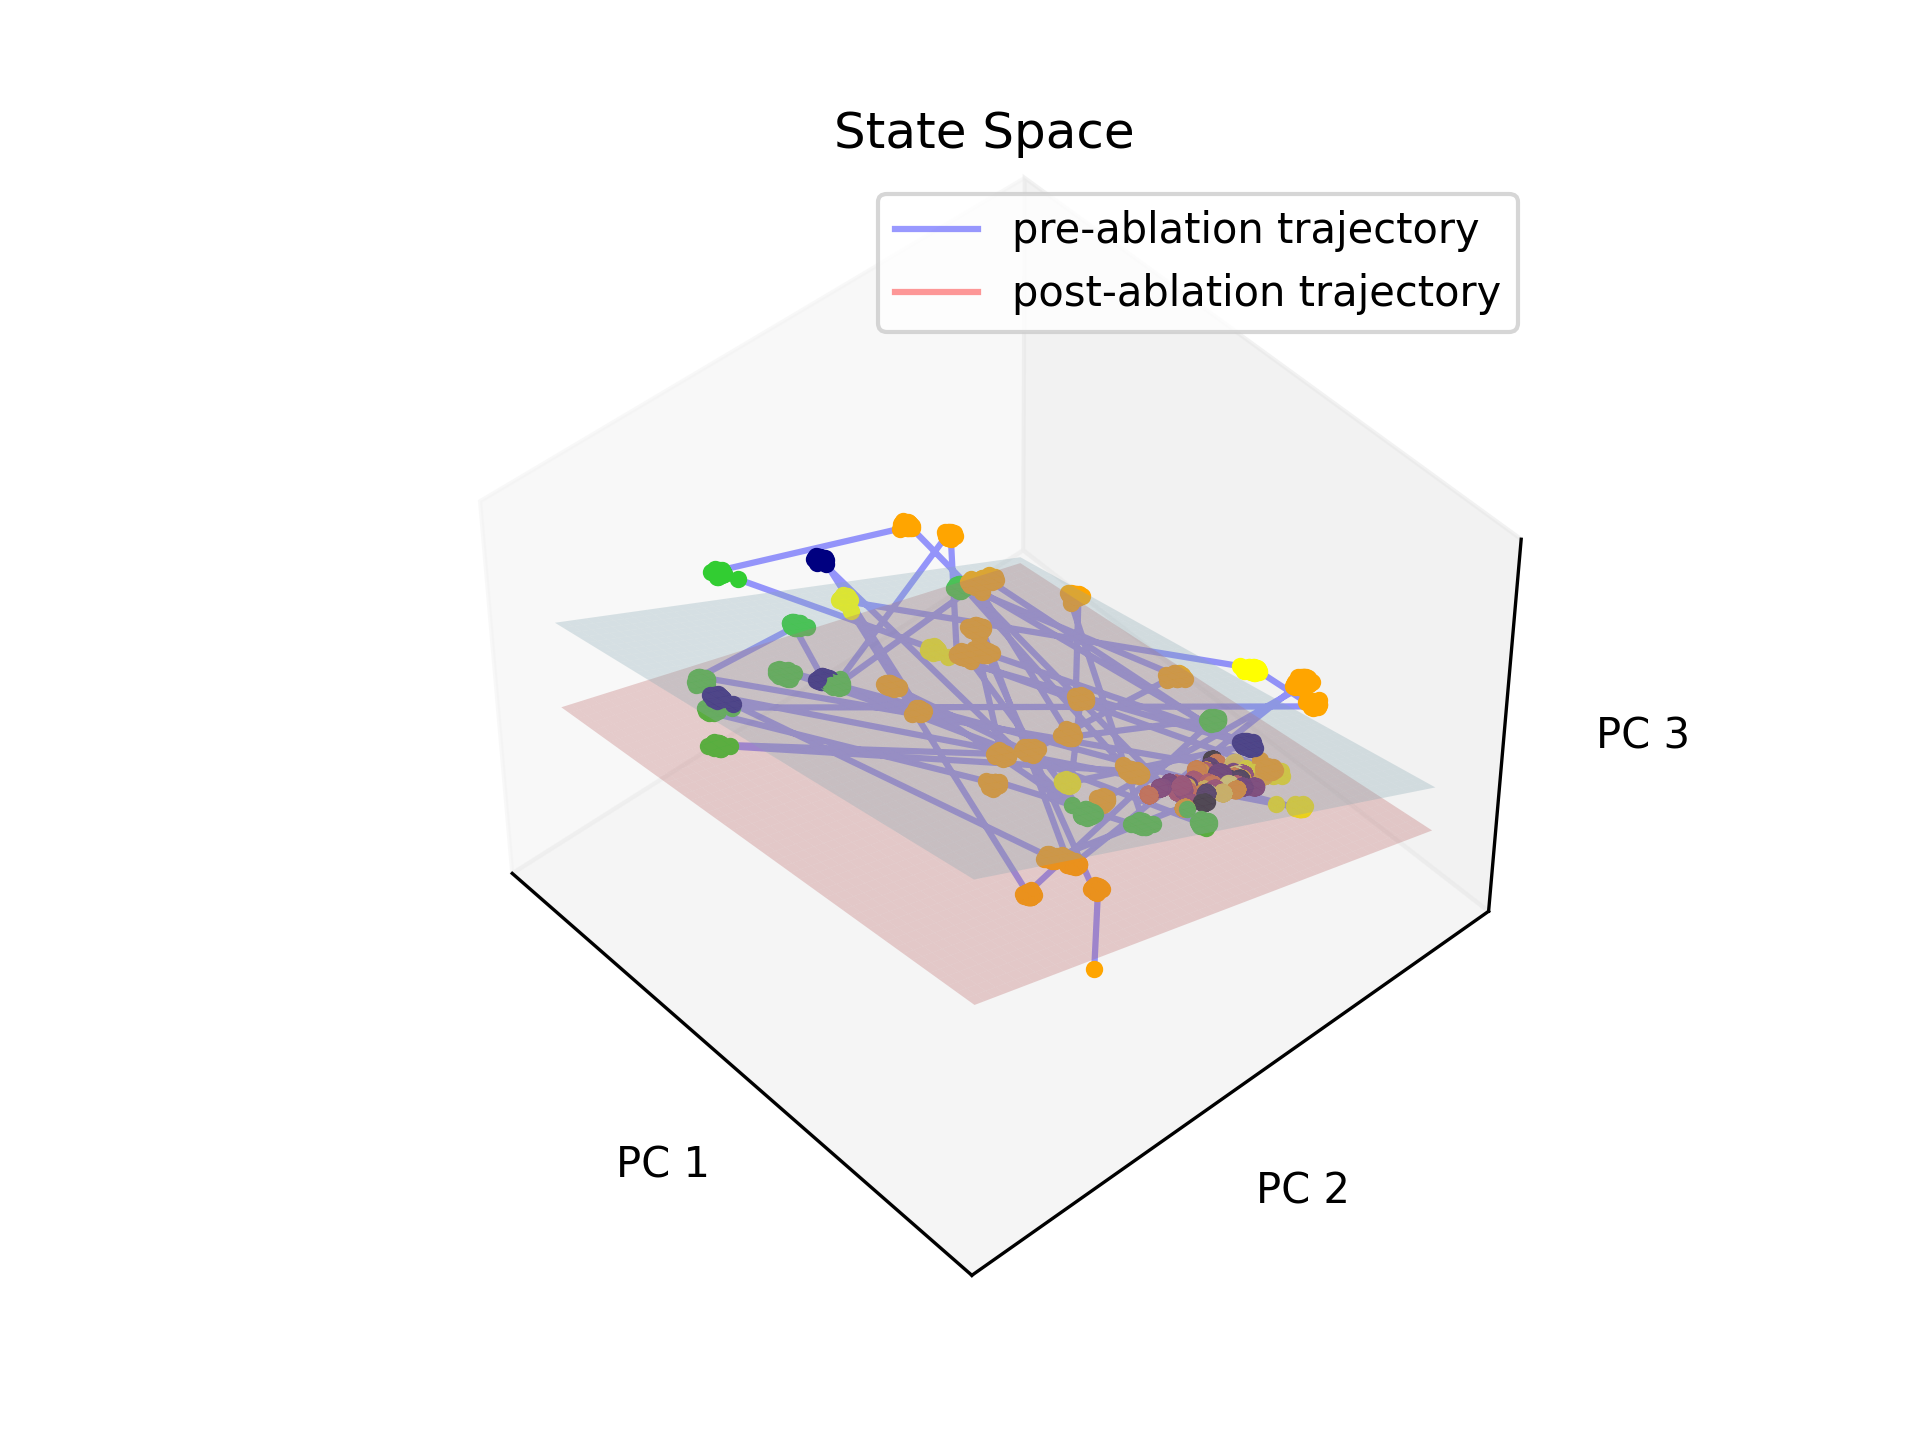 State Space
pre-ablation trajectory
post-ablation trajectory
PC 3
PC 1
PC 2